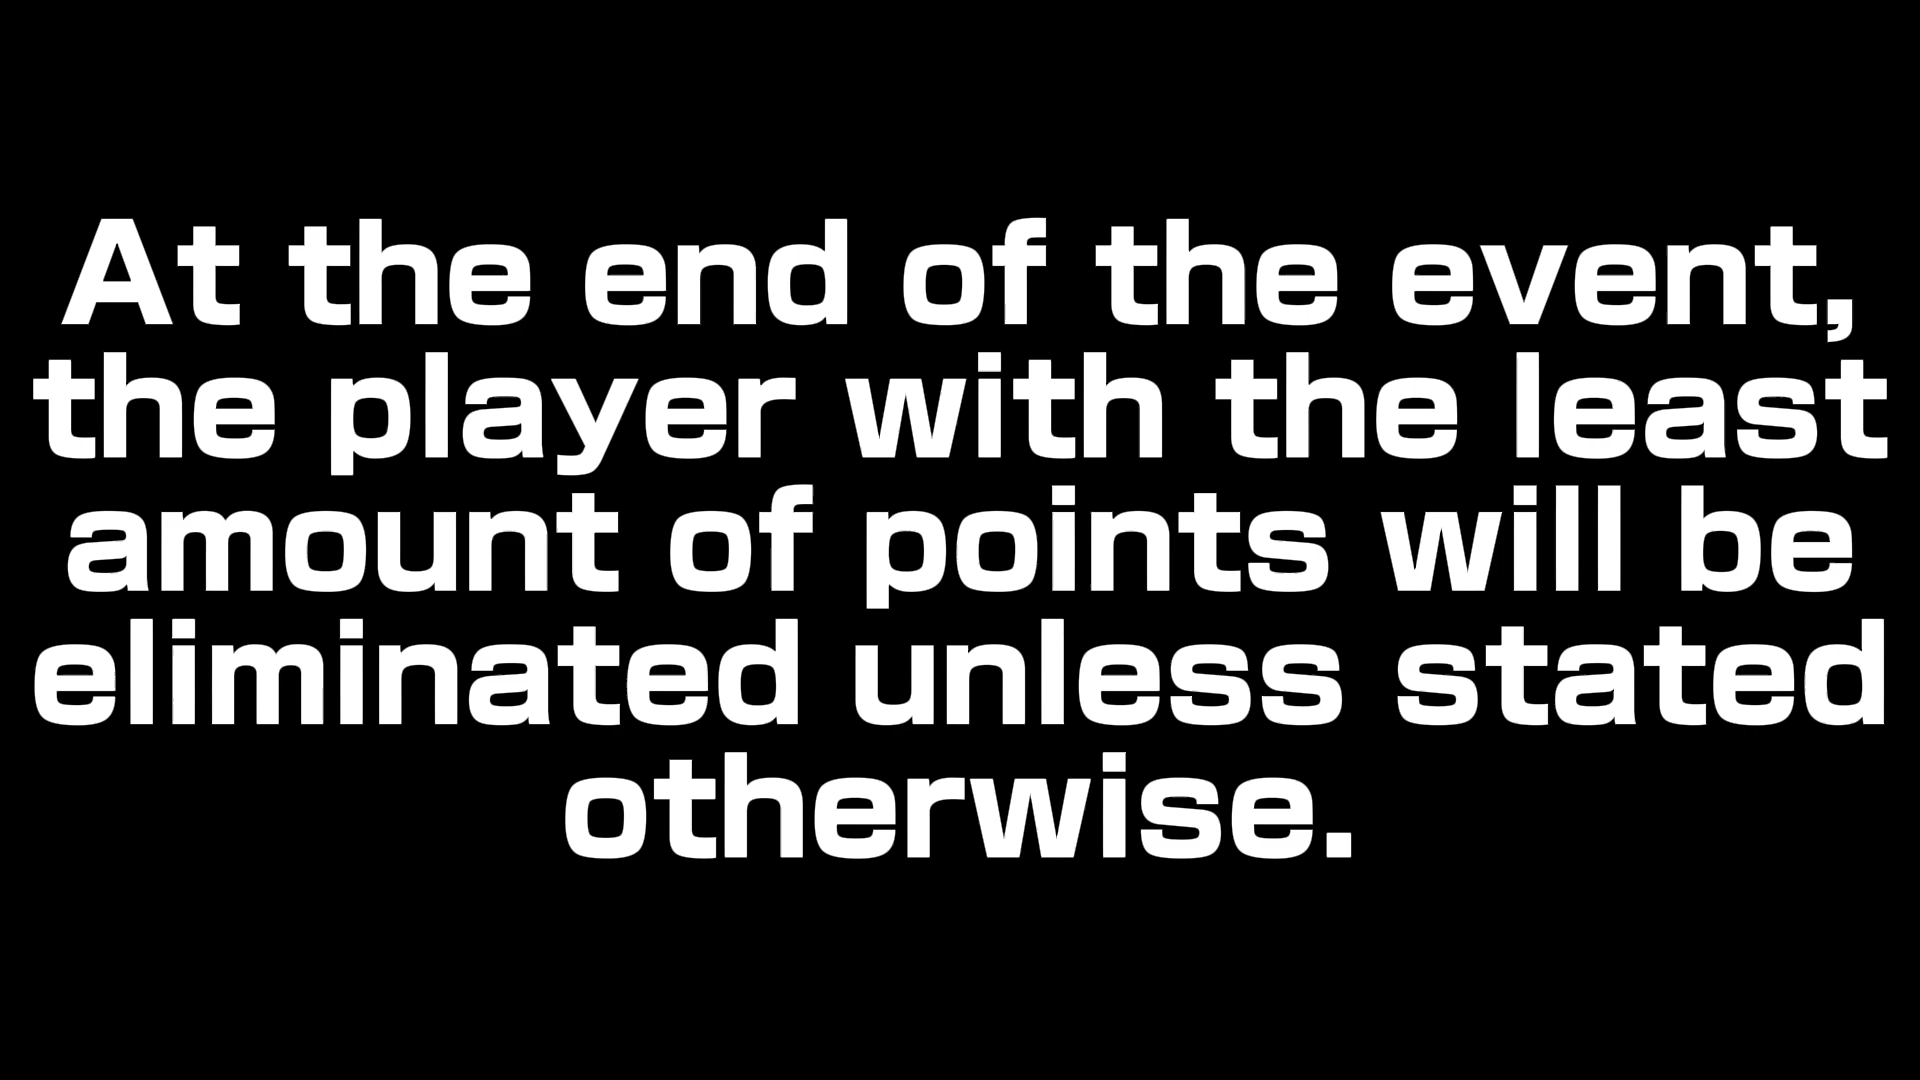 At the end of the event,
the player with the least
amount of points will be
eliminated unless stated
otherwise.